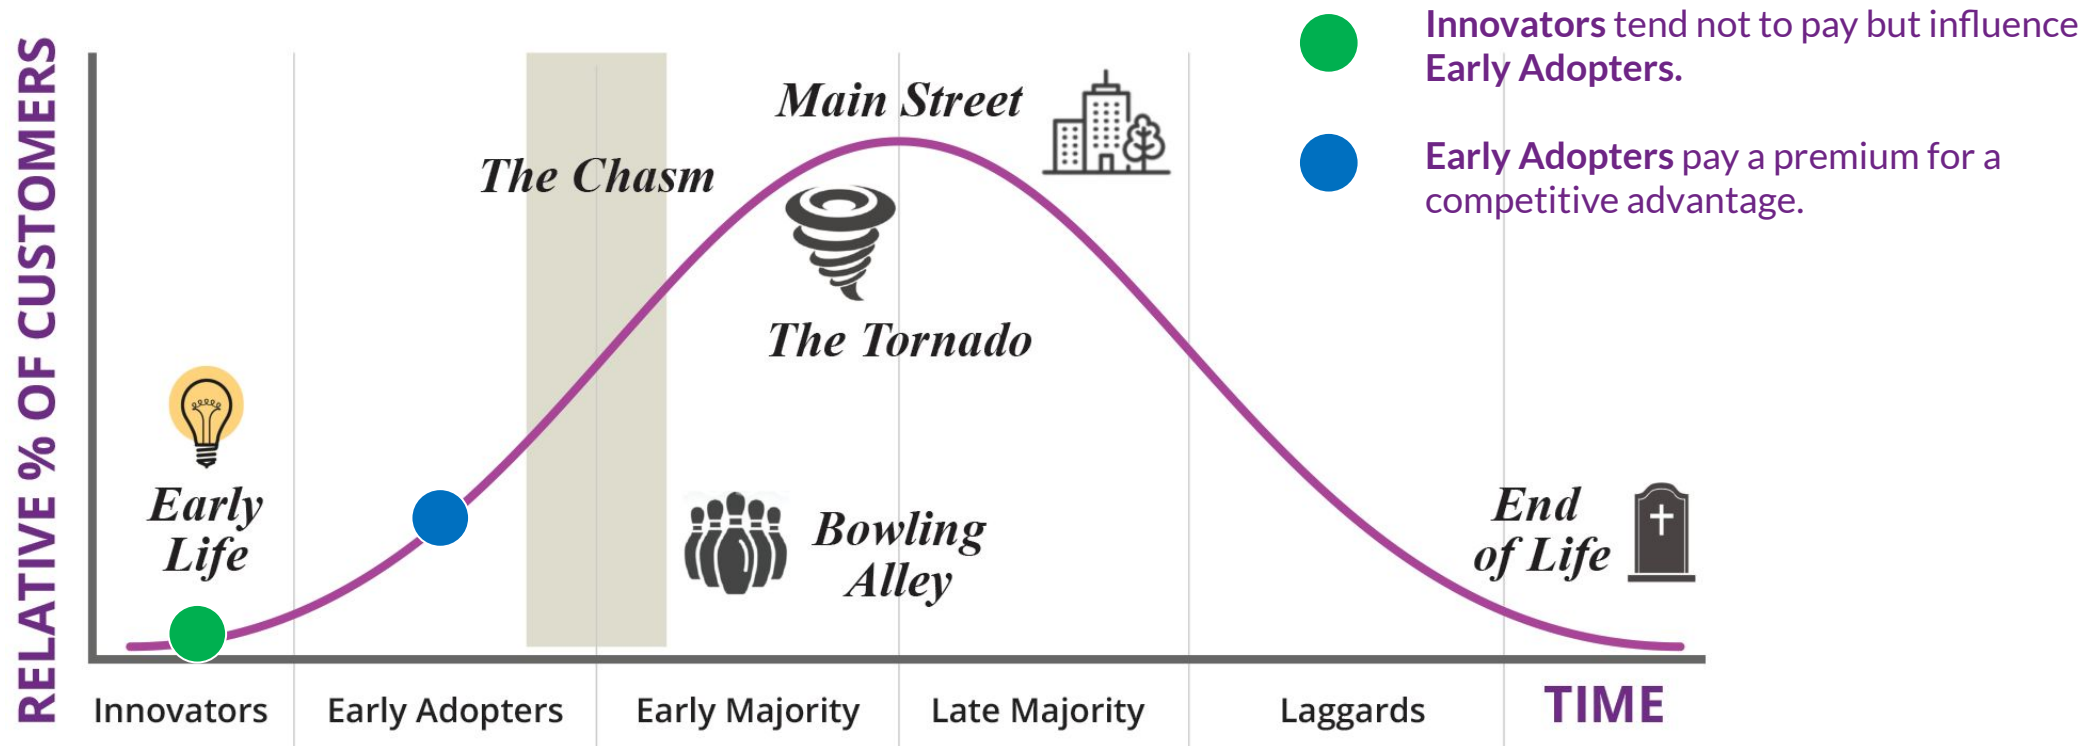 RELATIVE % OF CUSTOMERS
Innovators tend not to pay but influence
Early Adopters.
Early Adopters pay a premium for a
competitive advantage.
Main Street
The Chasm
The Tornado
Early
Life
Bowling
Alley
End
of Life
Innovators
Early Adopters
Early Majority
Late Majority
Laggards
TIME